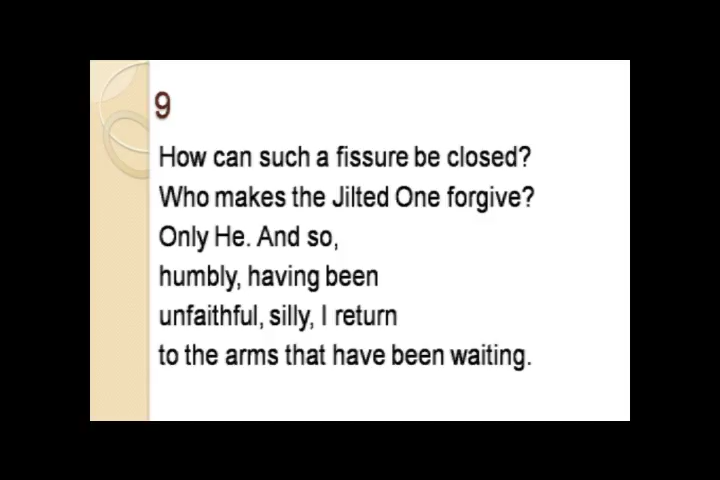 9
How can such a fissure be closed?
Who makes the Jilted One forgive?
Only He. And so,
humbly, having been
unfaithful, silly, I return
to the arms that have been waiting.